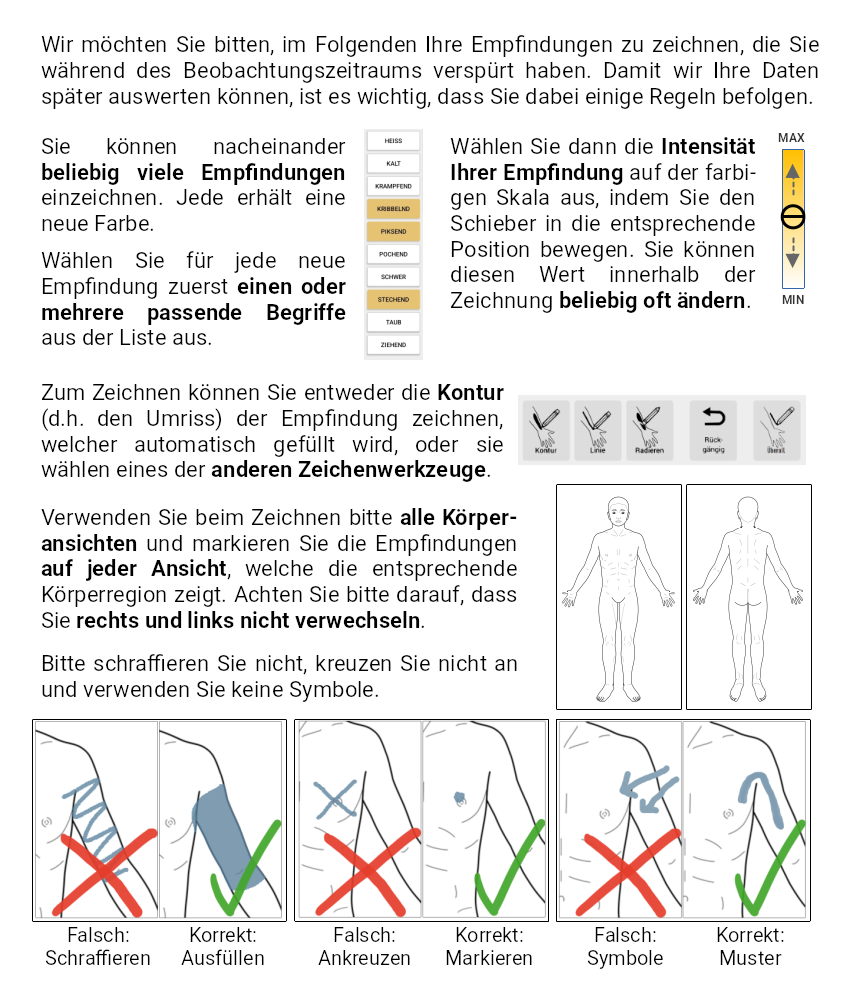 Wir möchten Sie bitten, im Folgenden Ihre Empfindungen zu zeichnen, die Sie
während des Beobachtungszeitraums verspürt haben. Damit wir Ihre Daten
später auswerten können, ist es wichtig, dass Sie dabei einige Regeln befolgen.
Sie können nacheinander
beliebig viele Empfindungen
einzeichnen. Jede erhält eine
neue Farbe.
Wählen Sie für jede neue
Empfindung zuerst einen oder
mehrere passende Begriffe
aus der Liste aus.
HEISS
KALT
KRAMPFEND
KRIBBELND
PIKSEND
POCHEND
SCHWER
STECHEND
TAUB
ZIEHEND
Wählen Sie dann die Intensität
Ihrer Empfindung auf der farbi-
gen Skala aus, indem Sie den
Schieber in die entsprechende
Position bewegen. Sie können
diesen Wert innerhalb der
Zeichnung beliebig oft ändern.
MAX
MIN
Zum Zeichnen können Sie entweder die Kontur
(d.h. den Umriss) der Empfindung zeichnen,
welcher automatisch gefüllt wird, oder sie
wählen eines der anderen Zeichenwerkzeuge.
Kontur
Linie
Radieren
Rück-
gängig
Überall
Verwenden Sie beim Zeichnen bitte alle Körper-
ansichten und markieren Sie die Empfindungen
auf jeder Ansicht, welche die entsprechende
Körperregion zeigt. Achten Sie bitte darauf, dass
Sie rechts und links nicht verwechseln.
Bitte schraffieren Sie nicht, kreuzen Sie nicht an
und verwenden Sie keine Symbole.
Falsch:
Schraffieren
Korrekt:
Ausfüllen
Falsch:
Ankreuzen
Korrekt:
Markieren
Falsch:
Symbole
Korrekt:
Muster